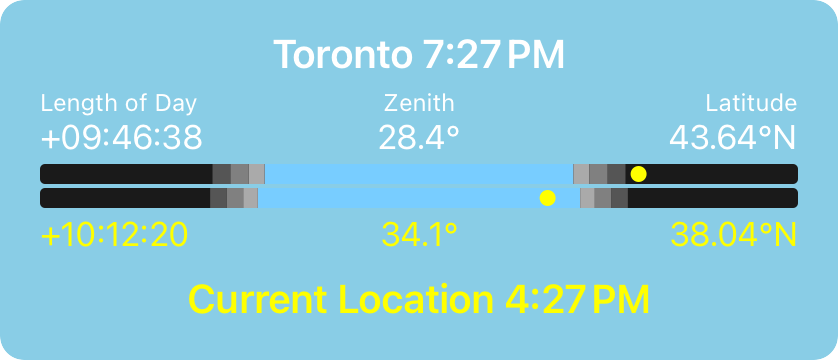 Toronto 7:27 PM
Length of Day Zenith Latitude
+09:46:38 28.4° 43.64°N
+10:12:20 34.1° 38.04°N
Current Location 4:27 PM